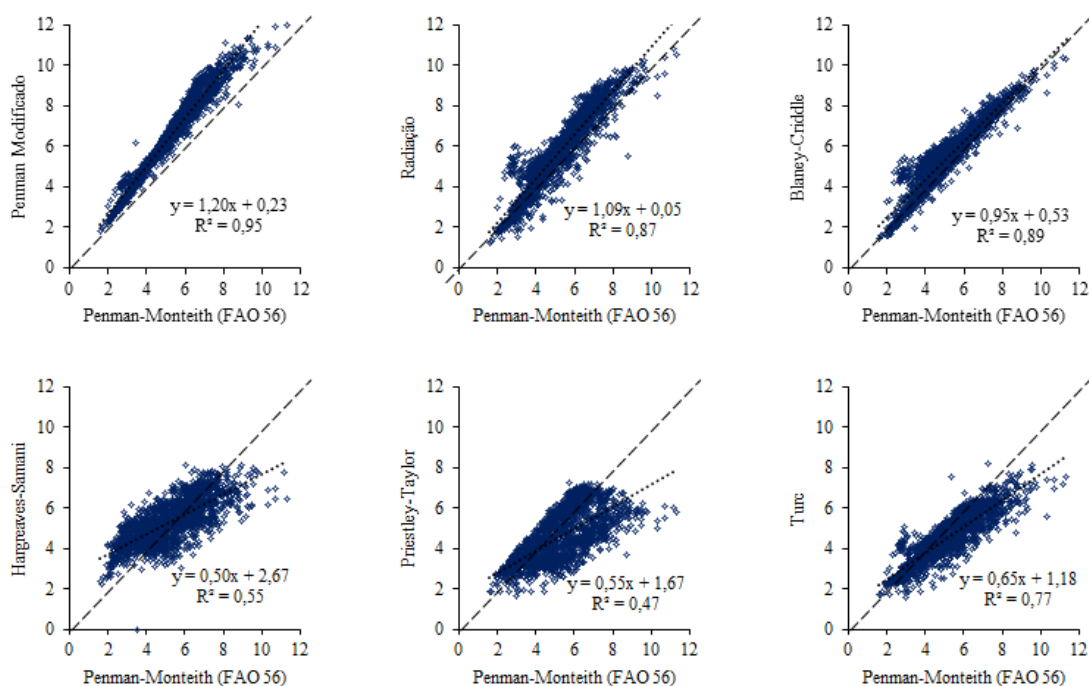 Penman Modificado
12
10
8
6
4
2
0
y = 1,20x + 0,23
R² = 0,95
0 2 4 6 8 10 12
Penman-Monteith (FAO 56)
Radiação
12
10
8
6
4
2
0
y = 1,09x + 0,05
R² = 0,87
0 2 4 6 8 10 12
Penman-Monteith (FAO 56)
Blaney-Criddle
12
10
8
6
4
2
0
y = 0,95x + 0,53
R² = 0,89
0 2 4 6 8 10 12
Penman-Monteith (FAO 56)
Hargreaves-Samani
12
10
8
6
4
2
0
y = 0,50x + 2,67
R² = 0,55
0 2 4 6 8 10 12
Penman-Monteith (FAO 56)
Priestley-Taylor
12
10
8
6
4
2
0
y = 0,55x + 1,67
R² = 0,47
0 2 4 6 8 10 12
Penman-Monteith (FAO 56)
Turc
12
10
8
6
4
2
0
y = 0,65x + 1,18
R² = 0,77
0 2 4 6 8 10 12
Penman-Monteith (FAO 56)